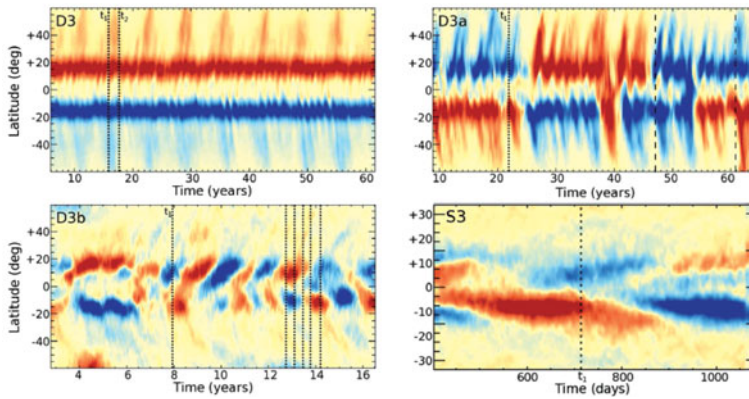 D3
t₁ t₂
+40
+20
0
-20
-40
Latitude (deg)
10 20 30 40 50 60
Time (years)
D3a
t₁
+40
+20
0
-20
-40
10 20 30 40 50 60
Time (years)
D3b
+40
+20
0
-20
-40
Latitude (deg)
4 6 8 10 12 14 16
Time (years)
S3
+30
+20
+10
0
-10
-20
-30
600 t₁ 800 1000
Time (days)